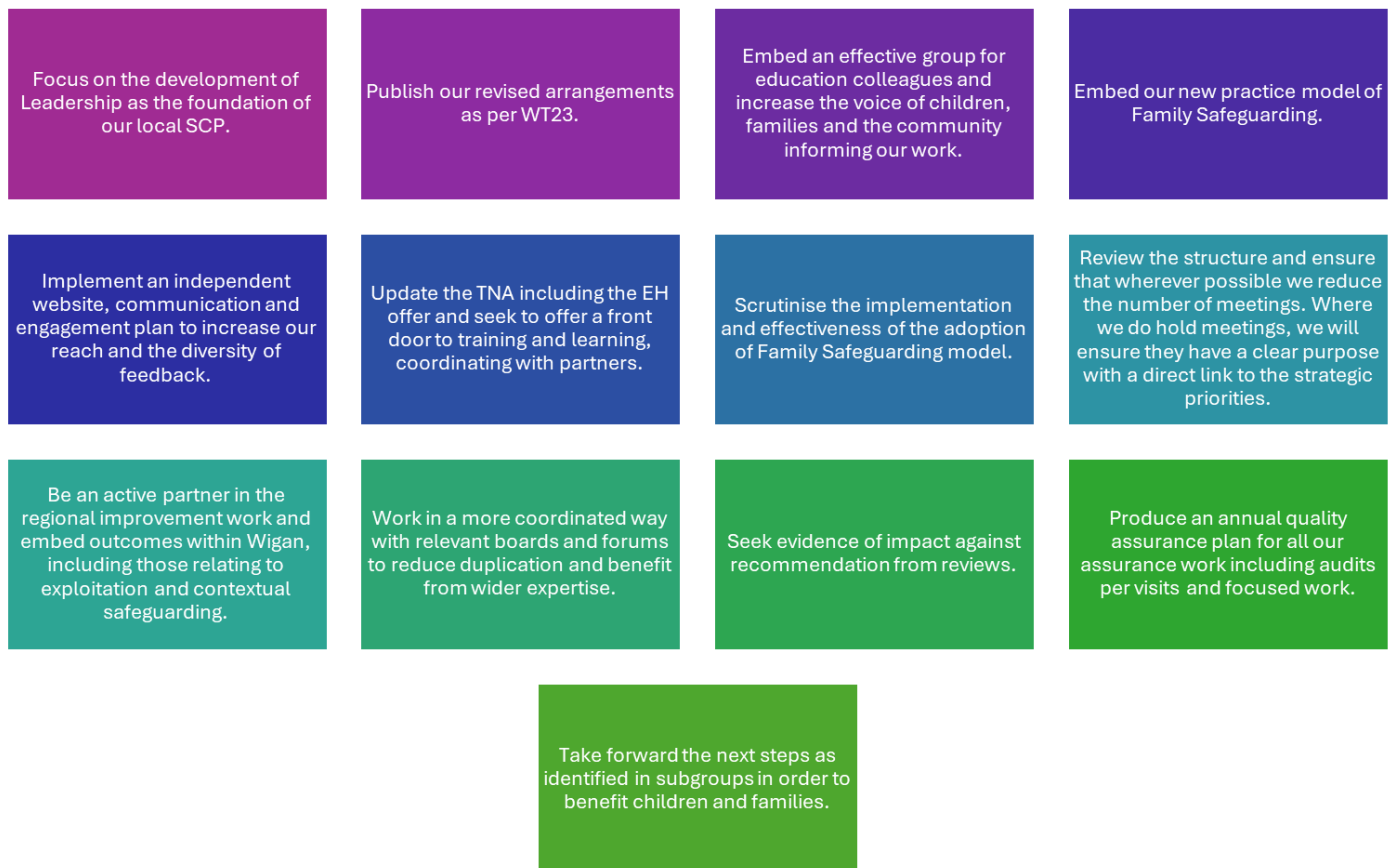 Focus on the development of
Leadership as the foundation of
our local SCP.
Publish our revised arrangements
as per WT23.
Embed an effective group for
education colleagues and
increase the voice of children,
families and the community
informing our work.
Embed our new practice model of
Family Safeguarding.
Implement an independent
website, communication and
engagement plan to increase our
reach and the diversity of
feedback.
Update the TNA including the EH
offer and seek to offer a front
door to training and learning,
coordinating with partners.
Scrutinise the implementation
and effectiveness of the adoption
of Family Safeguarding model.
Review the structure and ensure
that wherever possible we reduce
the number of meetings. Where
we do hold meetings, we will
ensure they have a clear purpose
with a direct link to the strategic
priorities.
Be an active partner in the
regional improvement work and
embed outcomes within Wigan,
including those relating to
exploitation and contextual
safeguarding.
Work in a more coordinated way
with relevant boards and forums
to reduce duplication and benefit
from wider expertise.
Seek evidence of impact against
recommendation from reviews.
Produce an annual quality
assurance plan for all our
assurance work including audits
per visits and focused work.
Take forward the next steps as
identified in subgroups in order to
benefit children and families.